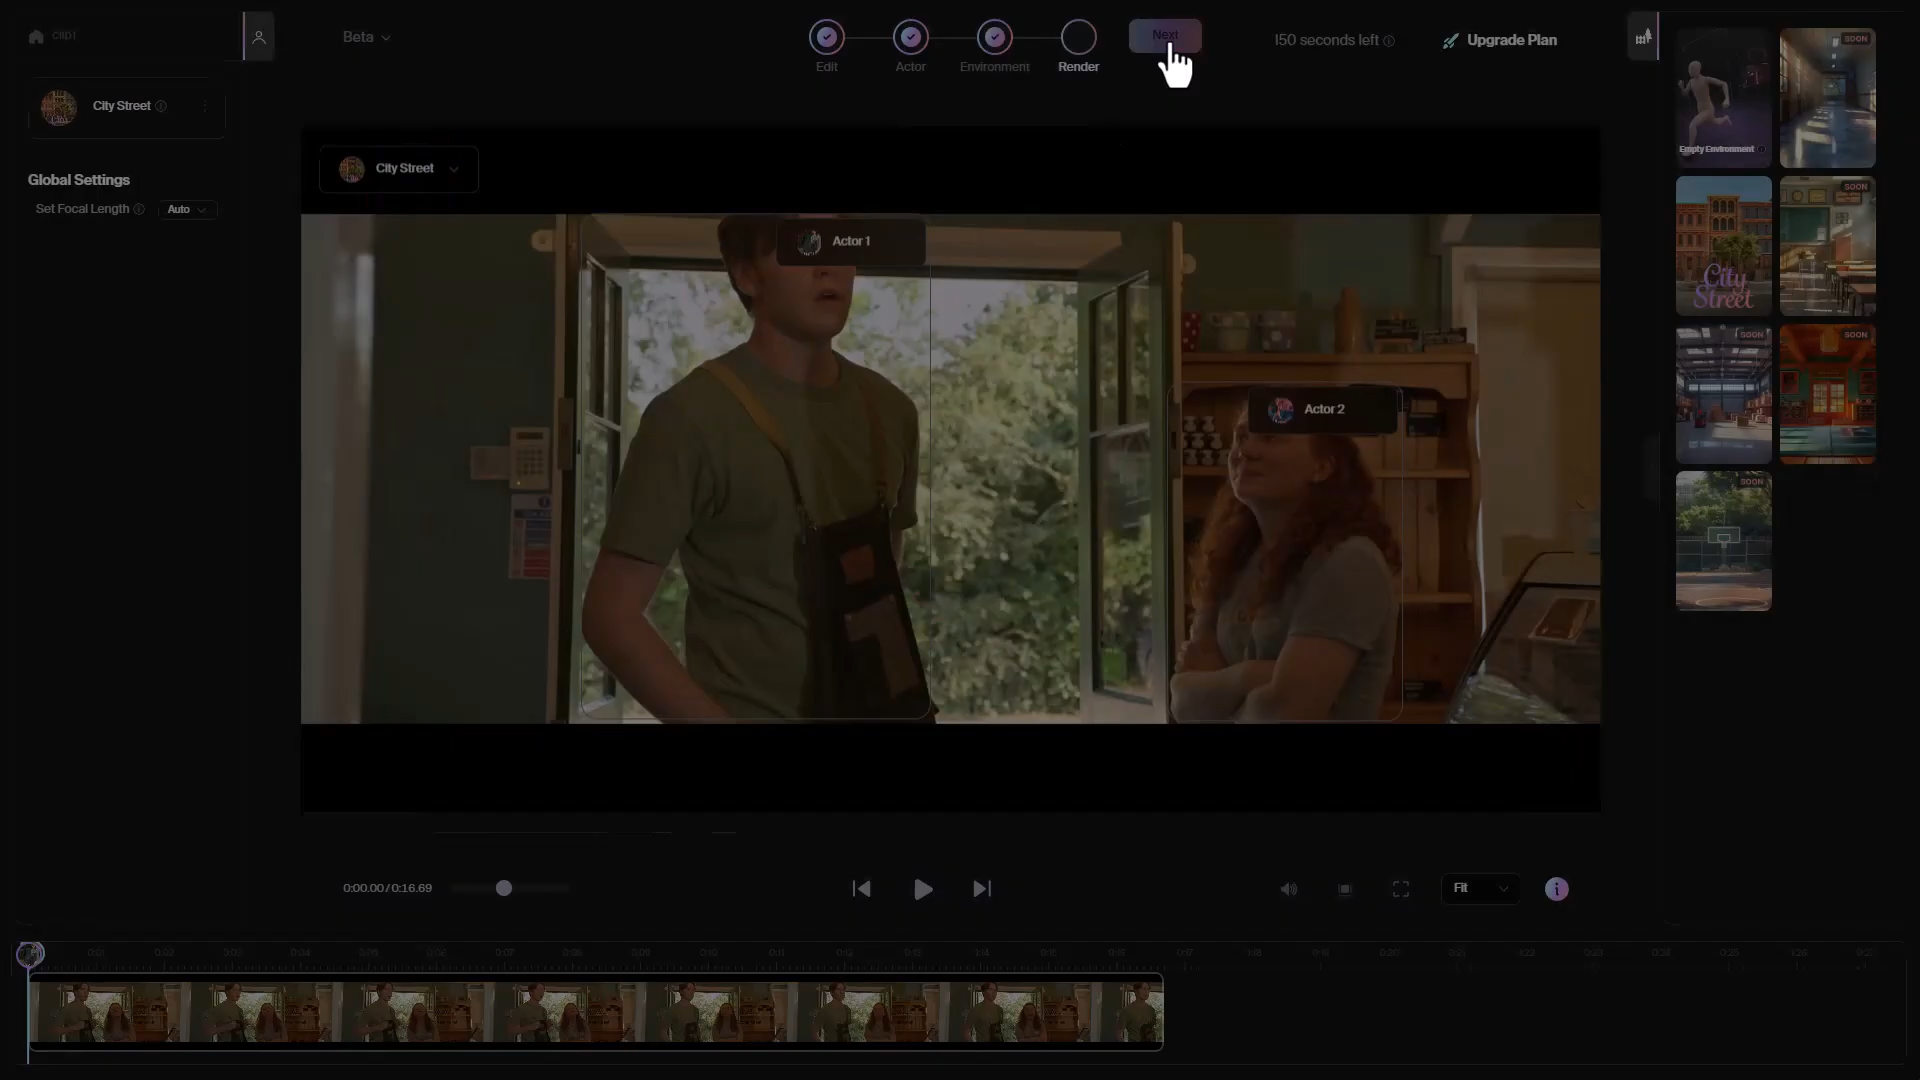 Beta
Next
150 seconds left
Upgrade Plan
Edit
Actor
Environment
Render
City Street
Global Settings
Set Focal Length
Auto
City Street
Actor 1
Actor 2
SOON
Empty Environment
City
Street
SOON
SOON
SOON
SOON
0:00.00 / 0:16.69
Fit
i